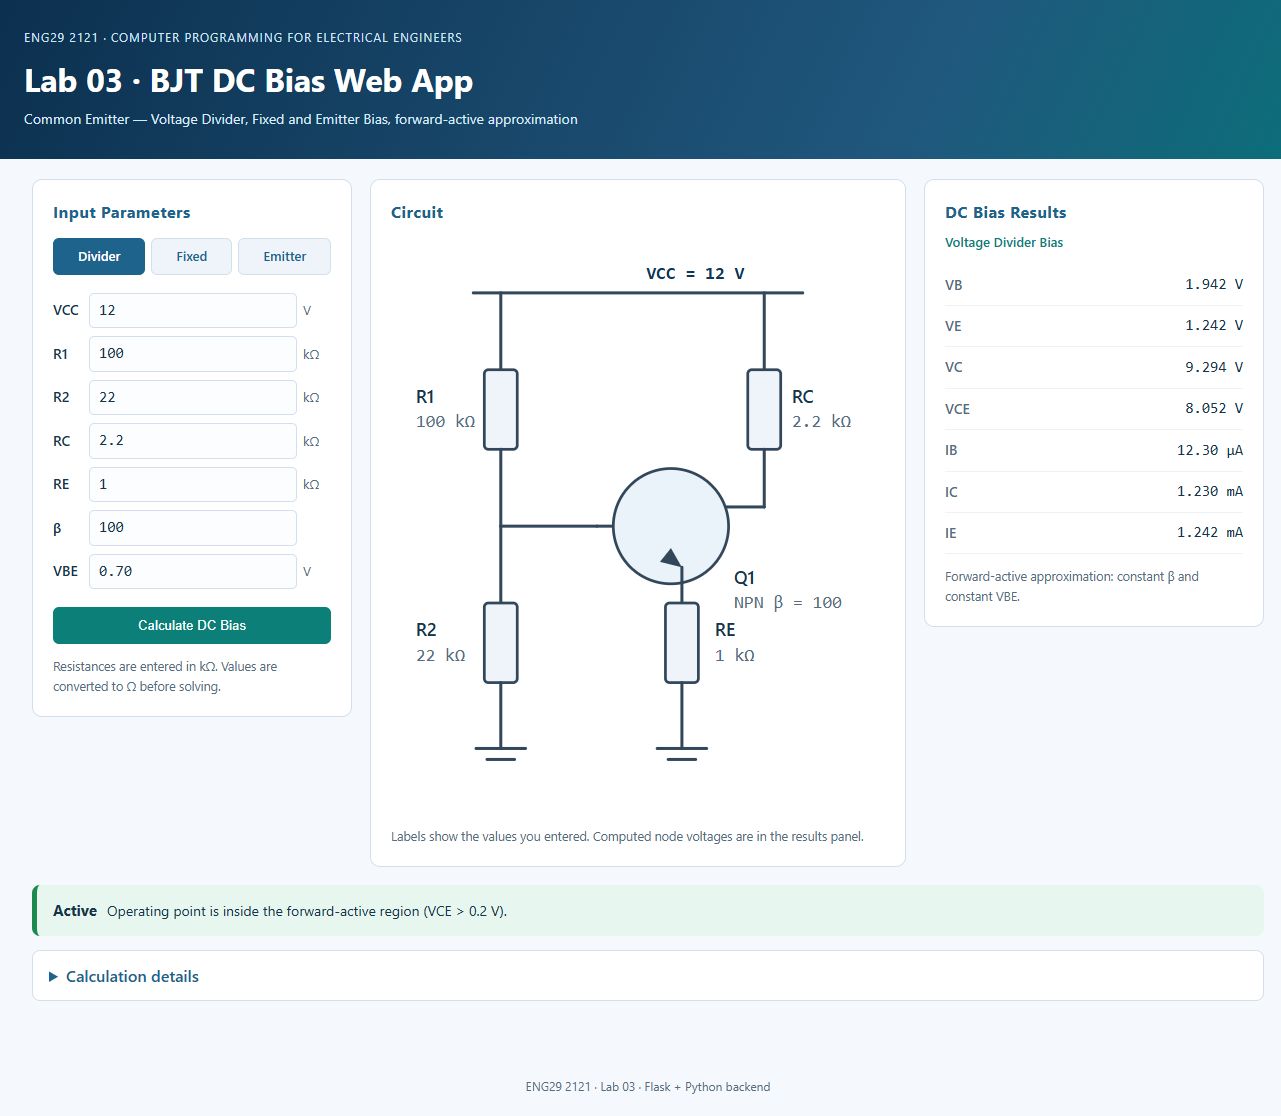 ENG29 2121 · COMPUTER PROGRAMMING FOR ELECTRICAL ENGINEERS
Lab 03 · BJT DC Bias Web App
Common Emitter — Voltage Divider, Fixed and Emitter Bias, forward-active approximation
Input Parameters
Divider
Fixed
Emitter
VCC 12 V
R1 100 kΩ
R2 22 kΩ
RC 2.2 kΩ
RE 1 kΩ
β 100
VBE 0.70 V
Calculate DC Bias
Resistances are entered in kΩ. Values are
converted to Ω before solving.
Circuit
VCC = 12 V
R1
100 kΩ
RC
2.2 kΩ
Q1
NPN β = 100
R2
22 kΩ
RE
1 kΩ
Labels show the values you entered. Computed node voltages are in the results panel.
DC Bias Results
Voltage Divider Bias
VB 1.942 V
VE 1.242 V
VC 9.294 V
VCE 8.052 V
IB 12.30 µA
IC 1.230 mA
IE 1.242 mA
Forward-active approximation: constant β and
constant VBE.
Active Operating point is inside the forward-active region (VCE > 0.2 V).
Calculation details
ENG29 2121 · Lab 03 · Flask + Python backend